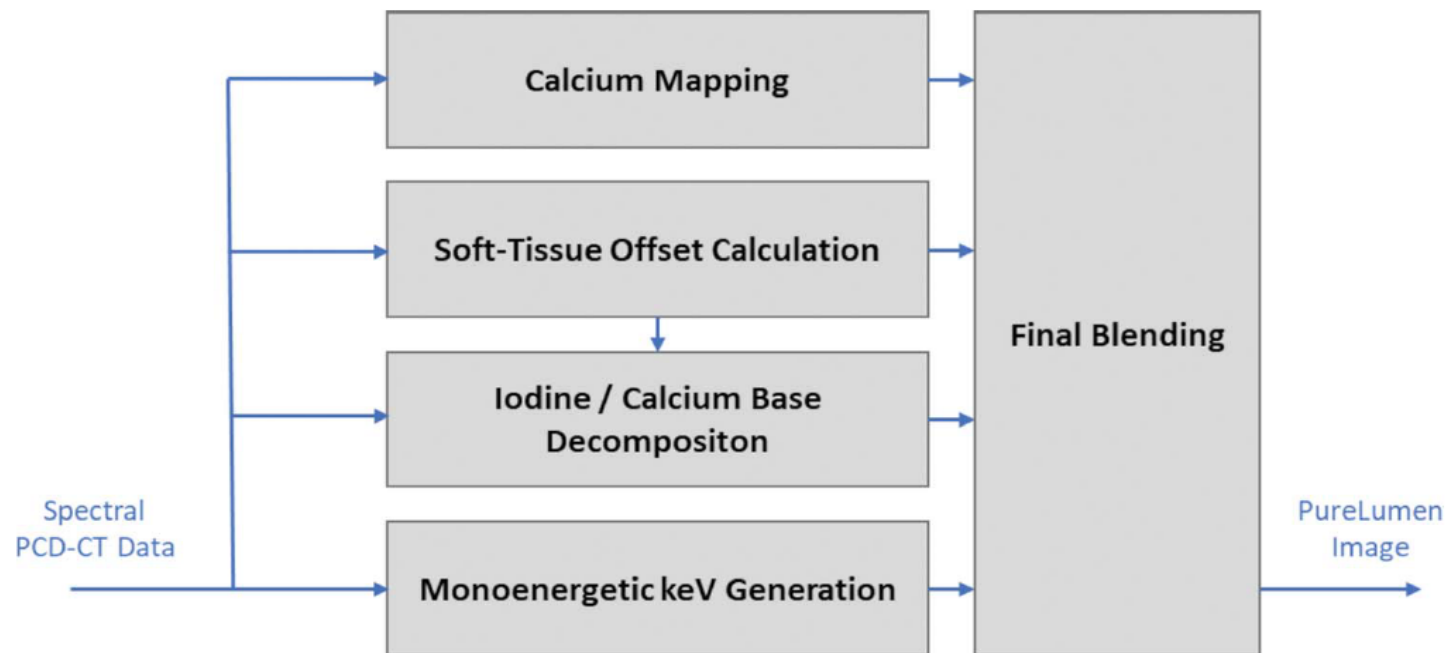 Calcium Mapping
Soft-Tissue Offset Calculation
Iodine / Calcium Base
Decompositon
Monoenergetic keV Generation
Final Blending
Spectral
PCD-CT Data
PureLumen
Image